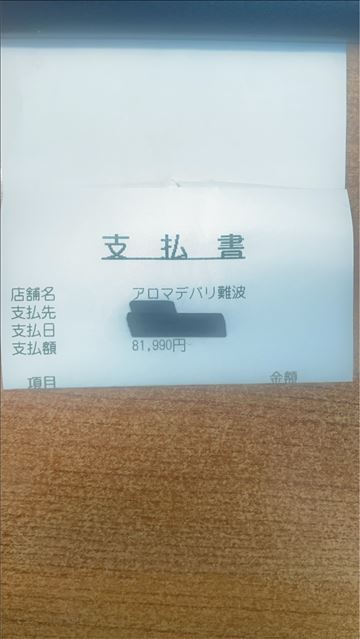 支払書
店舗名 アロマデバリ難波
支払先
支払日
支払額 81,990円
項目 金額